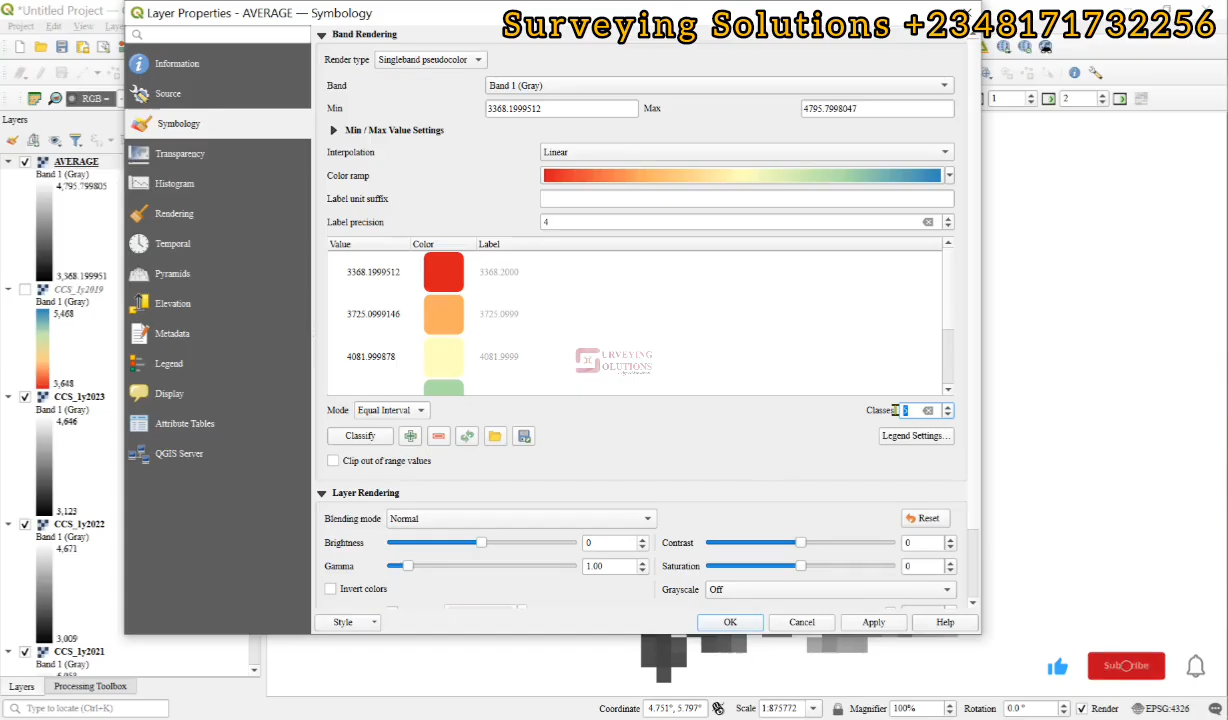 *Untitled Project —
Layer Properties - AVERAGE — Symbology
Surveying Solutions +2348171732256
Project Edit View
RGB
1
2
Layers
AVERAGE
Band 1 (Gray)
4,795.799805
3,368.199951
CCS_1y2019
Band 1 (Gray)
5,468
3,648
CCS_1y2023
Band 1 (Gray)
4,646
3,123
CCS_1y2022
Band 1 (Gray)
4,671
3,009
CCS_1y2021
Band 1 (Gray)
Layers
Processing Toolbox
Information
Source
Symbology
Transparency
Histogram
Rendering
Temporal
Pyramids
Elevation
Metadata
Legend
Display
Attribute Tables
QGIS Server
Band Rendering
Render type Singleband pseudocolor
Band Band 1 (Gray)
Min 3368.1999512 Max 4795.7998047
Min / Max Value Settings
Interpolation Linear
Color ramp
Label unit suffix
Label precision 4
Value Color Label
3368.1999512 3368.2000
3725.0999146 3725.0999
4081.999878 4081.9999
SURVEYING
SOLUTIONS
Mode Equal Interval Classes 5
Classify Legend Settings...
Clip out of range values
Layer Rendering
Blending mode Normal Reset
Brightness 0 Contrast 0
Gamma 1.00 Saturation 0
Invert colors Grayscale Off
Style OK Cancel Apply Help
Subscribe
Type to locate (Ctrl+K) Coordinate 4.751°, 5.797° Scale 1:875772 Magnifier 100% Rotation 0.0 ° Render EPSG:4326